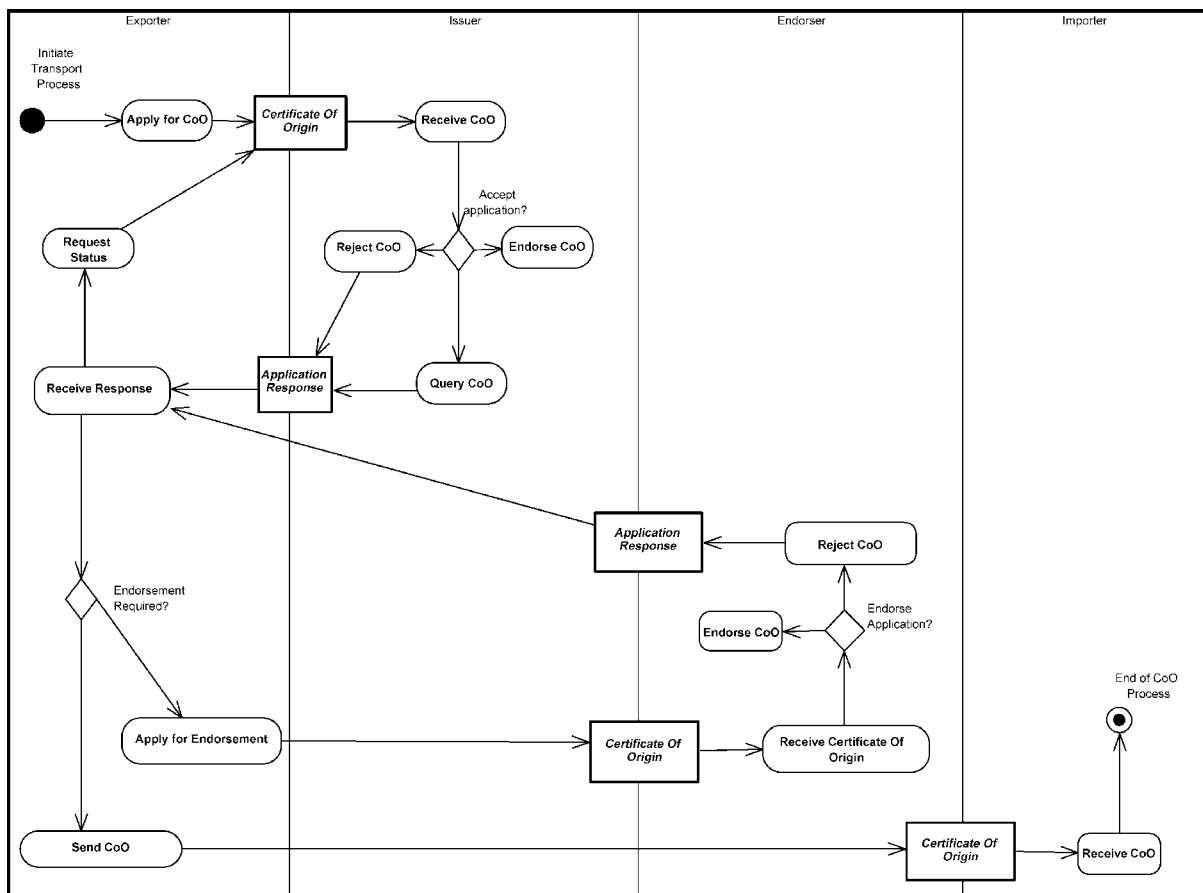 Exporter
Issuer
Endorser
Importer
Initiate
Transport
Process
Apply for CoO
Certificate Of
Origin
Receive CoO
Accept
application?
Request
Status
Reject CoO
Endorse CoO
Receive Response
Application
Response
Query CoO
Application
Response
Reject CoO
Endorsement
Required?
Endorse CoO
Endorse
Application?
End of CoO
Process
Apply for Endorsement
Certificate Of
Origin
Receive Certificate Of
Origin
Send CoO
Certificate Of
Origin
Receive CoO